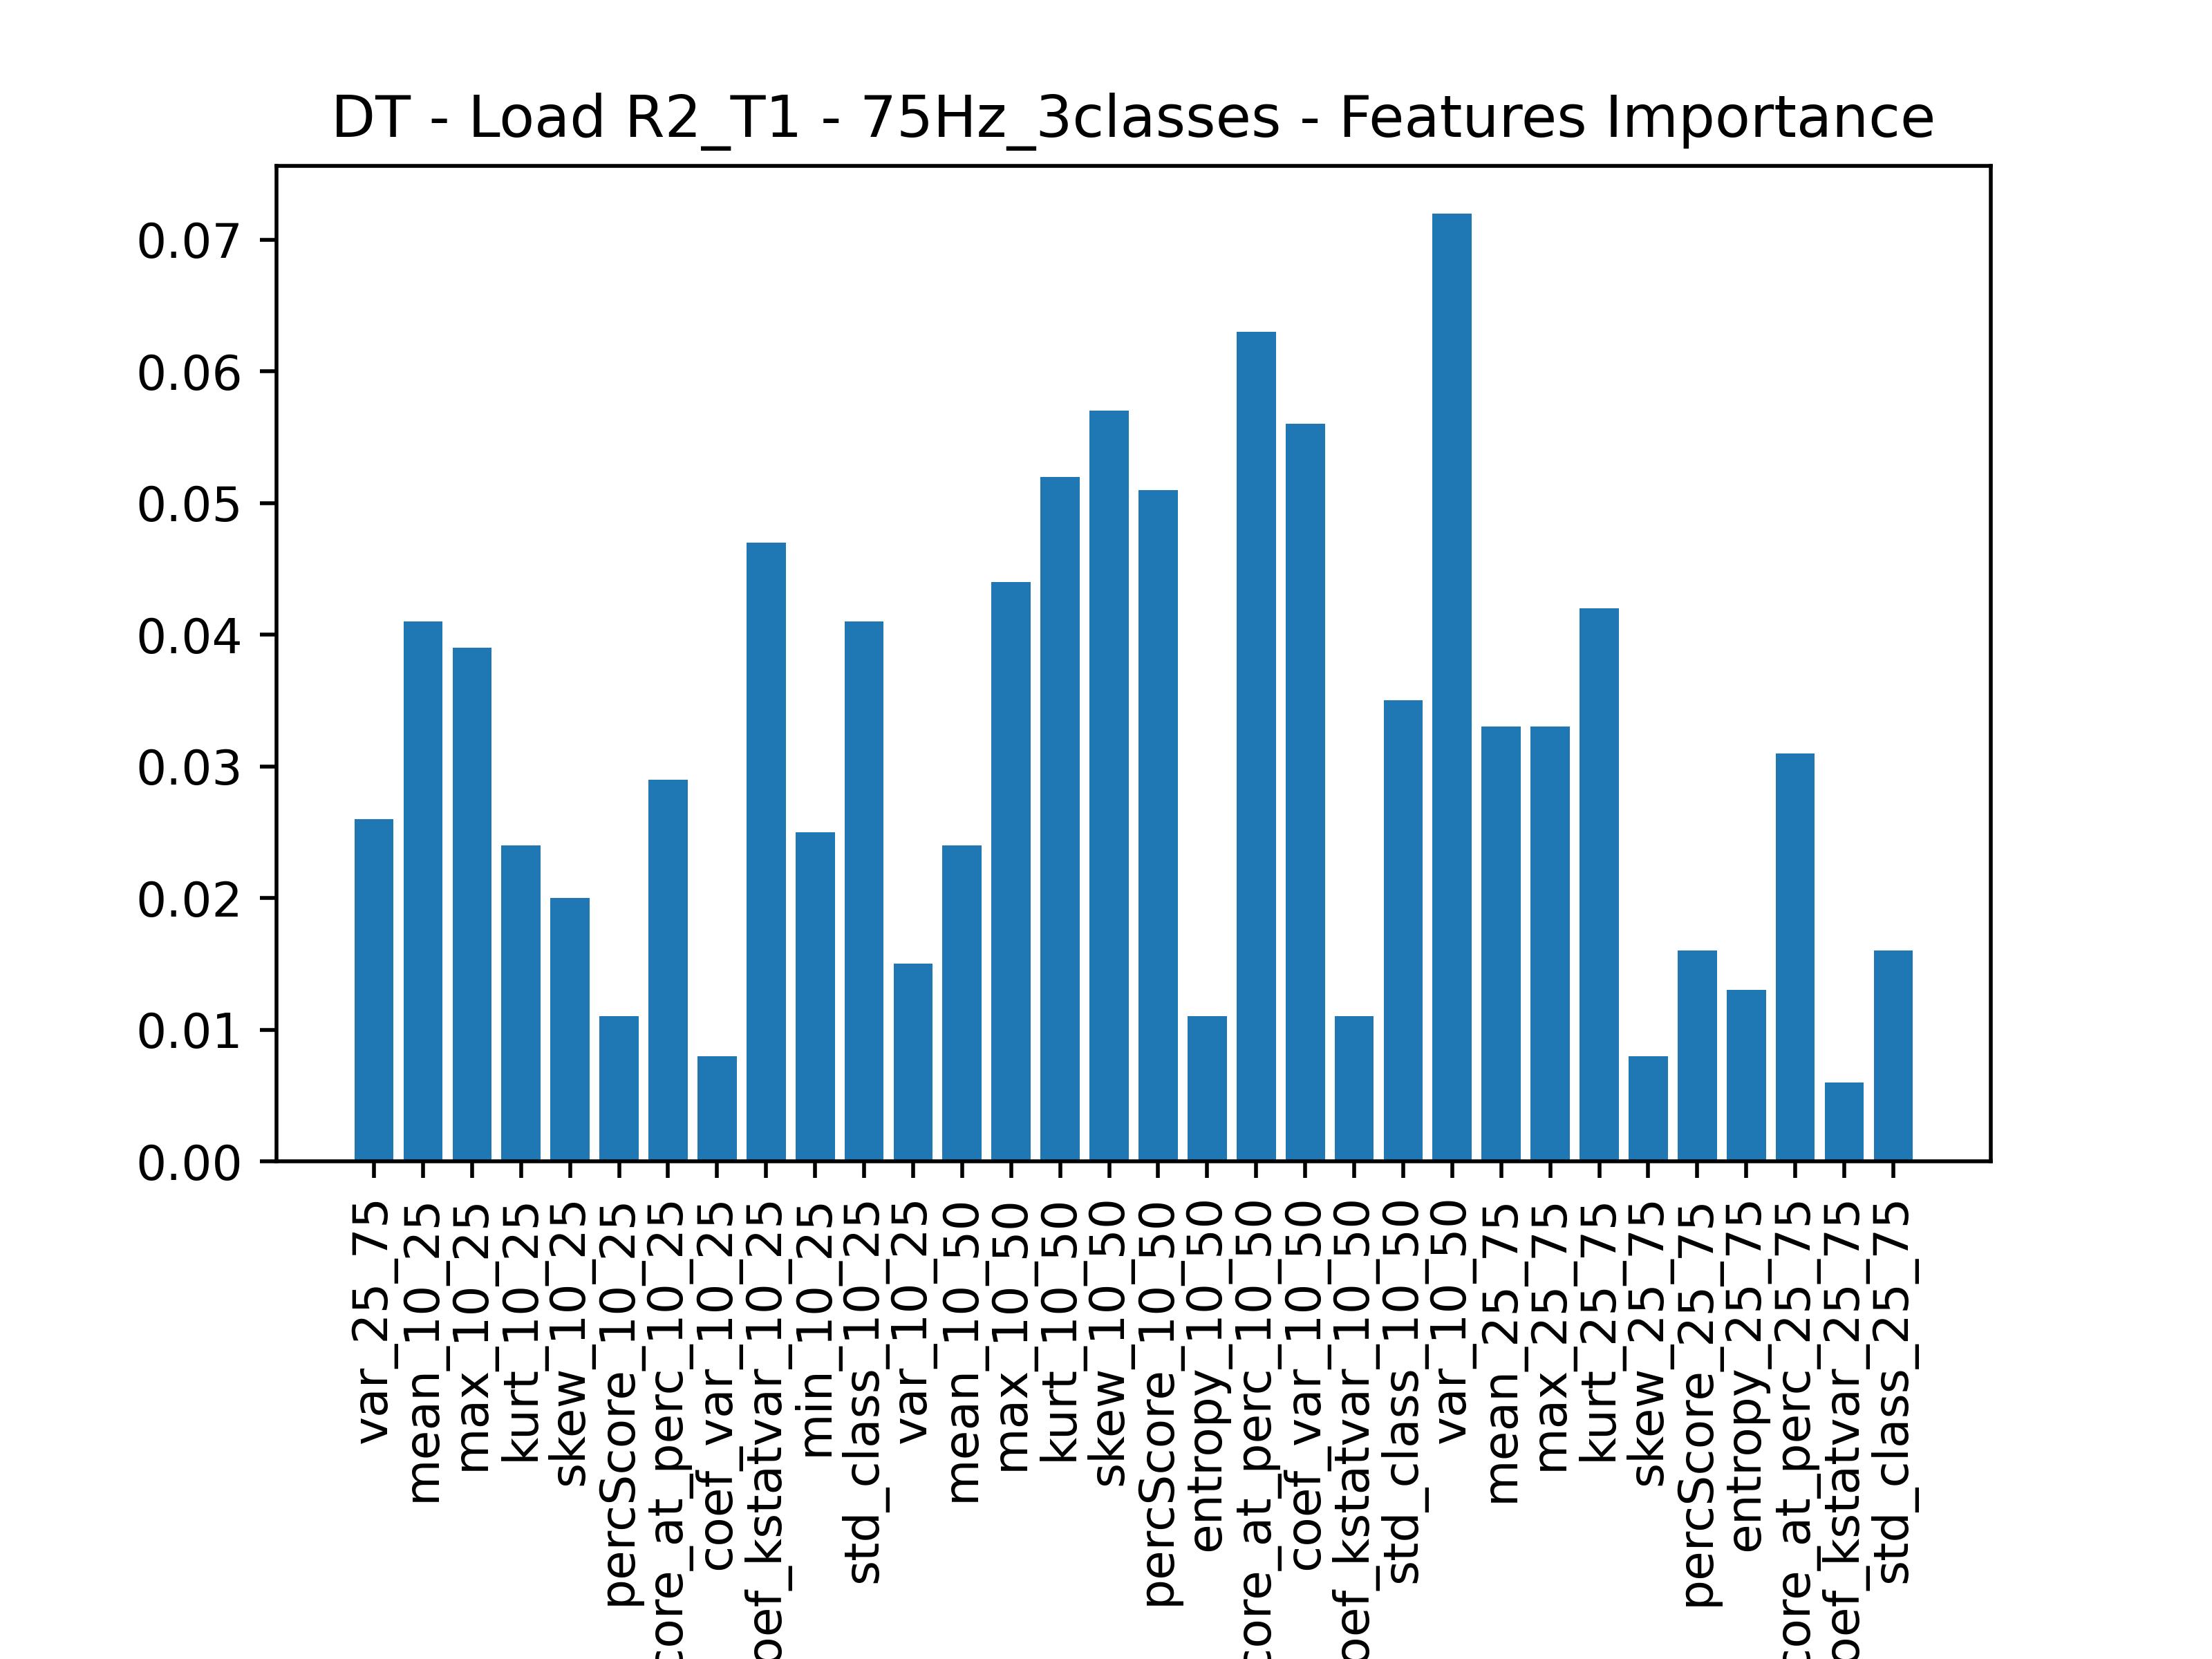 DT - Load R2_T1 - 75Hz_3classes - Features Importance
0.07
0.06
0.05
0.04
0.03
0.02
0.01
0.00
var_25_75
mean_10_25
max_10_25
kurt_10_25
skew_10_25
percScore_10_25
core_at_perc_10_25
coef_var_10_25
oef_kstatvar_10_25
min_10_25
std_class_10_25
var_10_25
mean_10_50
max_10_50
kurt_10_50
skew_10_50
percScore_10_50
entropy_10_50
core_at_perc_10_50
coef_var_10_50
oef_kstatvar_10_50
std_class_10_50
var_10_50
mean_25_75
max_25_75
kurt_25_75
skew_25_75
percScore_25_75
entropy_25_75
core_at_perc_25_75
oef_kstatvar_25_75
std_class_25_75